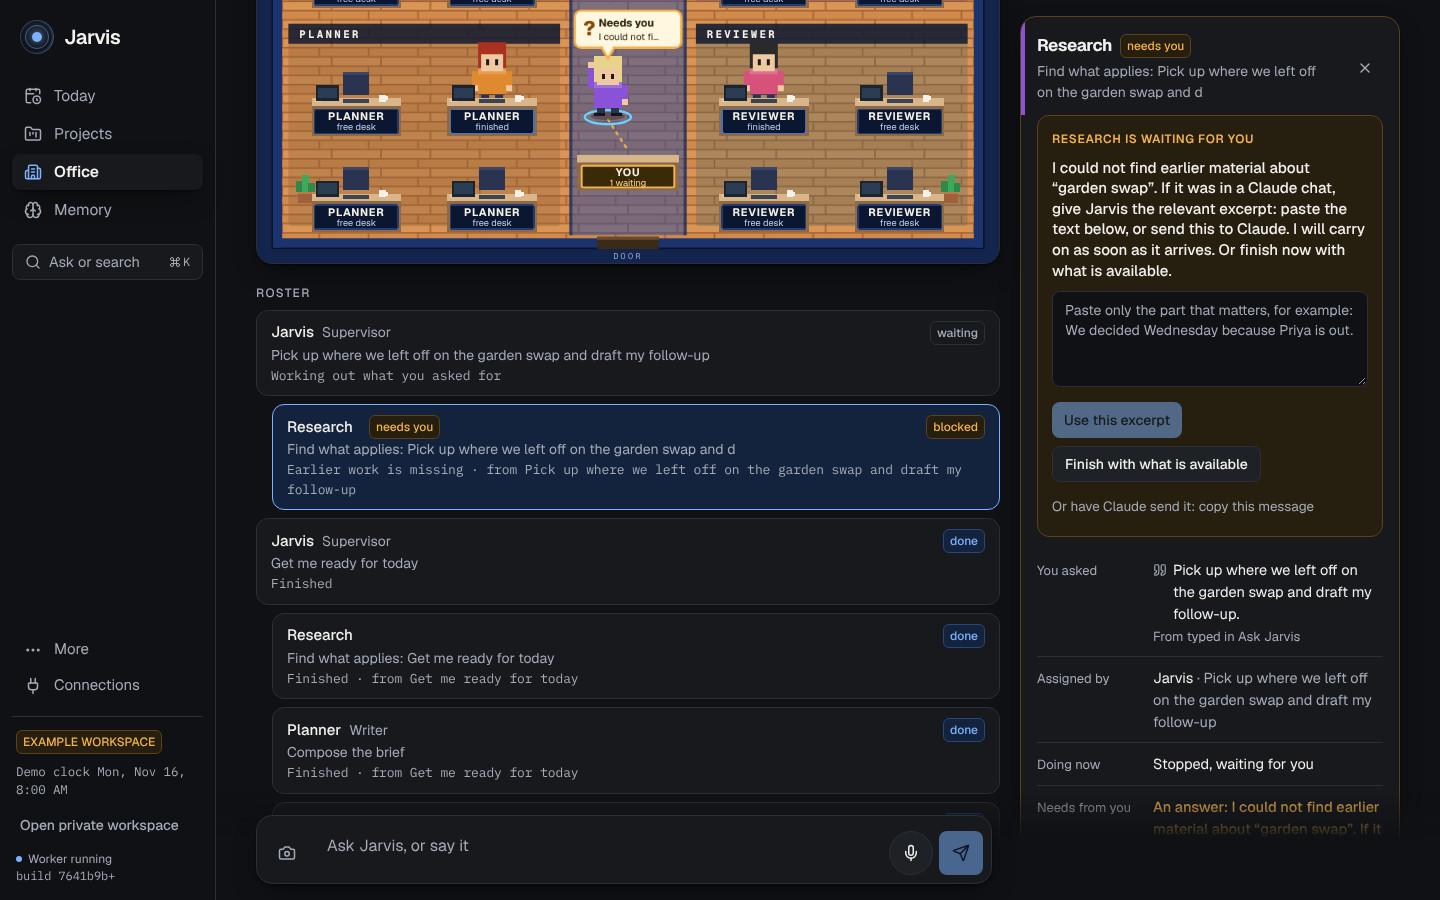 Jarvis
Today
Projects
Office
Memory
Ask or search
⌘ K
More
Connections
EXAMPLE WORKSPACE
Demo clock Mon, Nov 16,
8:00 AM
Open private workspace
Worker running
build 7641b9b+
PLANNER
REVIEWER
? Needs you
I could not fi...
PLANNER
free desk
PLANNER
finished
REVIEWER
finished
REVIEWER
free desk
YOU
1 waiting
PLANNER
free desk
PLANNER
free desk
REVIEWER
free desk
REVIEWER
free desk
DOOR
ROSTER
Jarvis Supervisor
waiting
Pick up where we left off on the garden swap and draft my follow-up
Working out what you asked for
Research needs you
blocked
Find what applies: Pick up where we left off on the garden swap and d
Earlier work is missing · from Pick up where we left off on the garden swap and draft my
follow-up
Jarvis Supervisor
done
Get me ready for today
Finished
Research
done
Find what applies: Get me ready for today
Finished · from Get me ready for today
Planner Writer
done
Compose the brief
Finished · from Get me ready for today
Ask Jarvis, or say it
Research needs you
Find what applies: Pick up where we left off
on the garden swap and d
RESEARCH IS WAITING FOR YOU
I could not find earlier material about
“garden swap”. If it was in a Claude chat,
give Jarvis the relevant excerpt: paste the
text below, or send this to Claude. I will carry
on as soon as it arrives. Or finish now with
what is available.
Paste only the part that matters, for example:
We decided Wednesday because Priya is out.
Use this excerpt
Finish with what is available
Or have Claude send it: copy this message
You asked
Pick up where we left off on
the garden swap and draft my
follow-up.
From typed in Ask Jarvis
Assigned by
Jarvis · Pick up where we left off
on the garden swap and draft my
follow-up
Doing now
Stopped, waiting for you
Needs from you
An answer: I could not find earlier
material about “garden swap”. If it